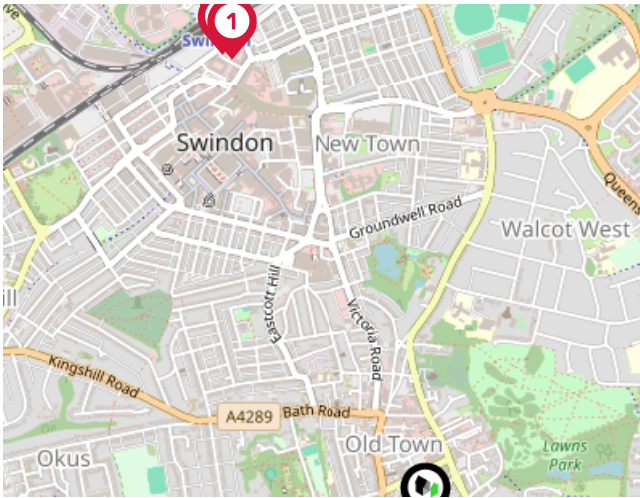 1
Swindon
New Town
Groundwell Road
Walcot West
Queens
Eastcott Hill
Victoria Road
ill
Kingshill Road
A4289
Bath Road
Old Town
Okus
Lawns
Park